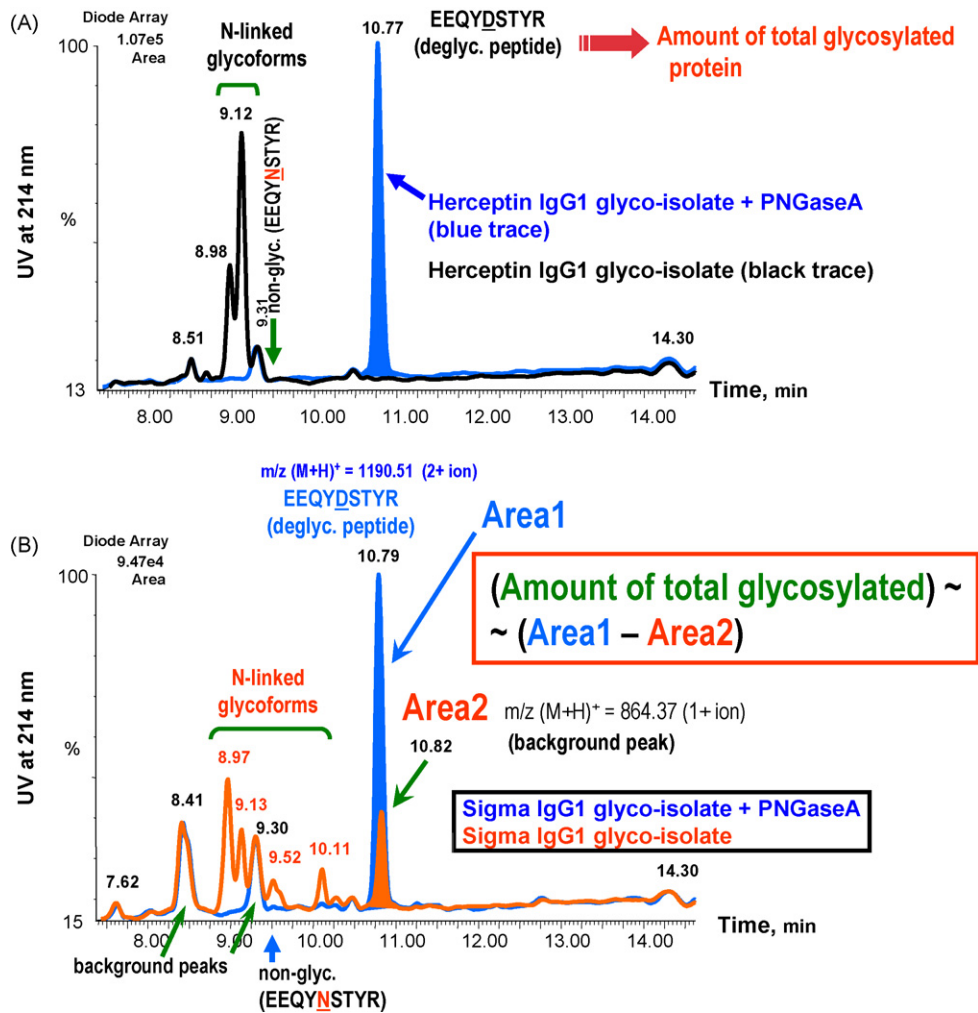 (A)
Diode Array
1.07e5
Area
N-linked
glycoforms
EEQYDSTYR
(deglyc. peptide)
Amount of total glycosylated
protein
100
10.77
9.12
8.98
9.31
non-glyc. (EEQYNSTYR)
8.51
14.30
UV at 214 nm
%
Herceptin IgG1 glyco-isolate + PNGaseA
(blue trace)
Herceptin IgG1 glyco-isolate (black trace)
13
8.00 9.00 10.00 11.00 12.00 13.00 14.00
Time, min
m/z (M+H)+ = 1190.51 (2+ ion)
EEQYDSTYR
(deglyc. peptide)
(B)
Diode Array
9.47e4
Area
100
10.79
Area1
(Amount of total glycosylated) ~
~ (Area1 – Area2)
N-linked
glycoforms
Area2
m/z (M+H)+ = 864.37 (1+ ion)
(background peak)
10.82
UV at 214 nm
%
8.97
9.13
8.41
9.30
9.52
10.11
7.62
14.30
Sigma IgG1 glyco-isolate + PNGaseA
Sigma IgG1 glyco-isolate
15
8.00 9.00 10.00 11.00 12.00 13.00 14.00
Time, min
background peaks
non-glyc.
(EEQYNSTYR)